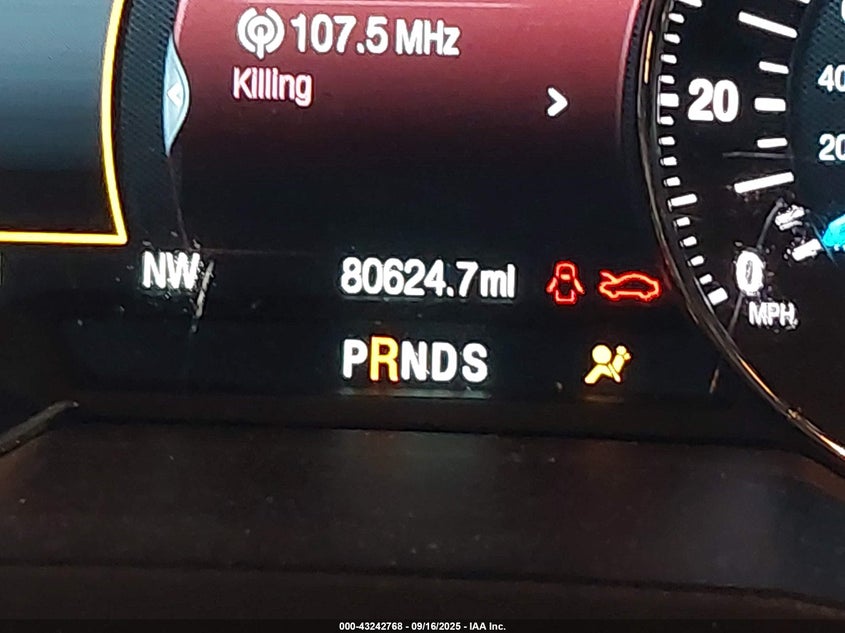 107.5 MHz
Killing
20
40
20
NW
80624.7mi
0
MPH
PRNDS
000-43242768 - 09/16/2025 - IAA Inc.